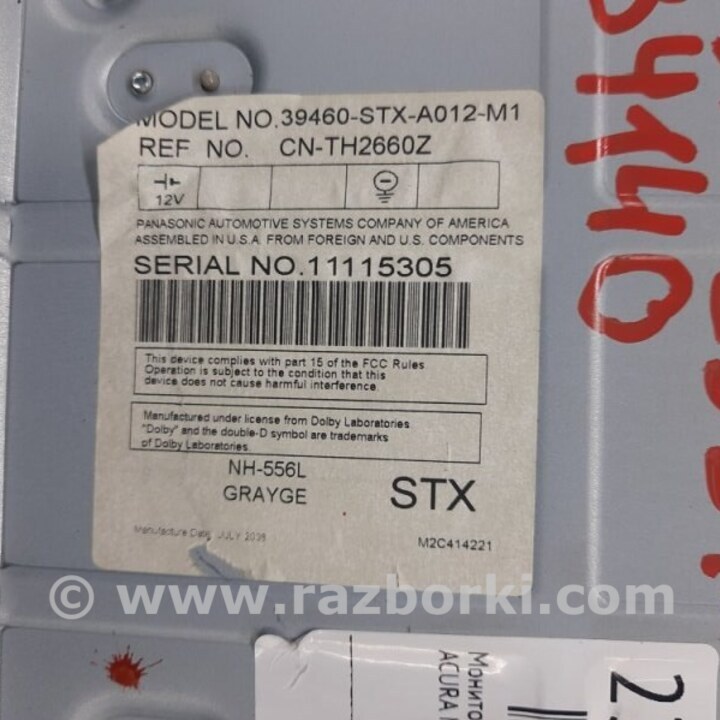 MODEL NO. 39460-STX-A012-M1
REF NO. CN-TH2660Z
12V
PANASONIC AUTOMOTIVE SYSTEMS COMPANY OF AMERICA
ASSEMBLED IN U.S.A. FROM FOREIGN AND U.S. COMPONENTS
SERIAL NO.11115305
This device complies with part 15 of the FCC Rules
Operation is subject to the condition that this
device does not cause harmful interference.
Manufactured under license from Dolby Laboratories
"Dolby" and the double-D symbol are trademarks
of Dolby Laboratories.
NH-556L
GRAYGE
STX
Manufacture Date: JULY
M2C414221
© www.razborki.com
ACURA